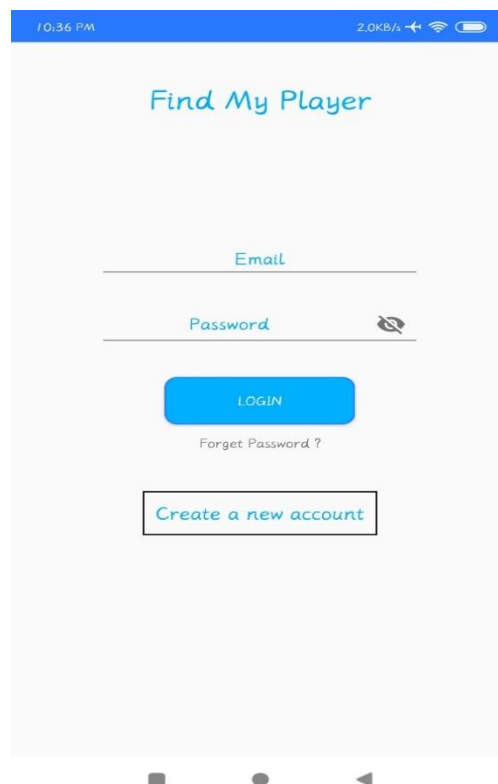 10:36 PM 2.0KB/s
Find My Player
Email
Password
LOGIN
Forget Password ?
Create a new account